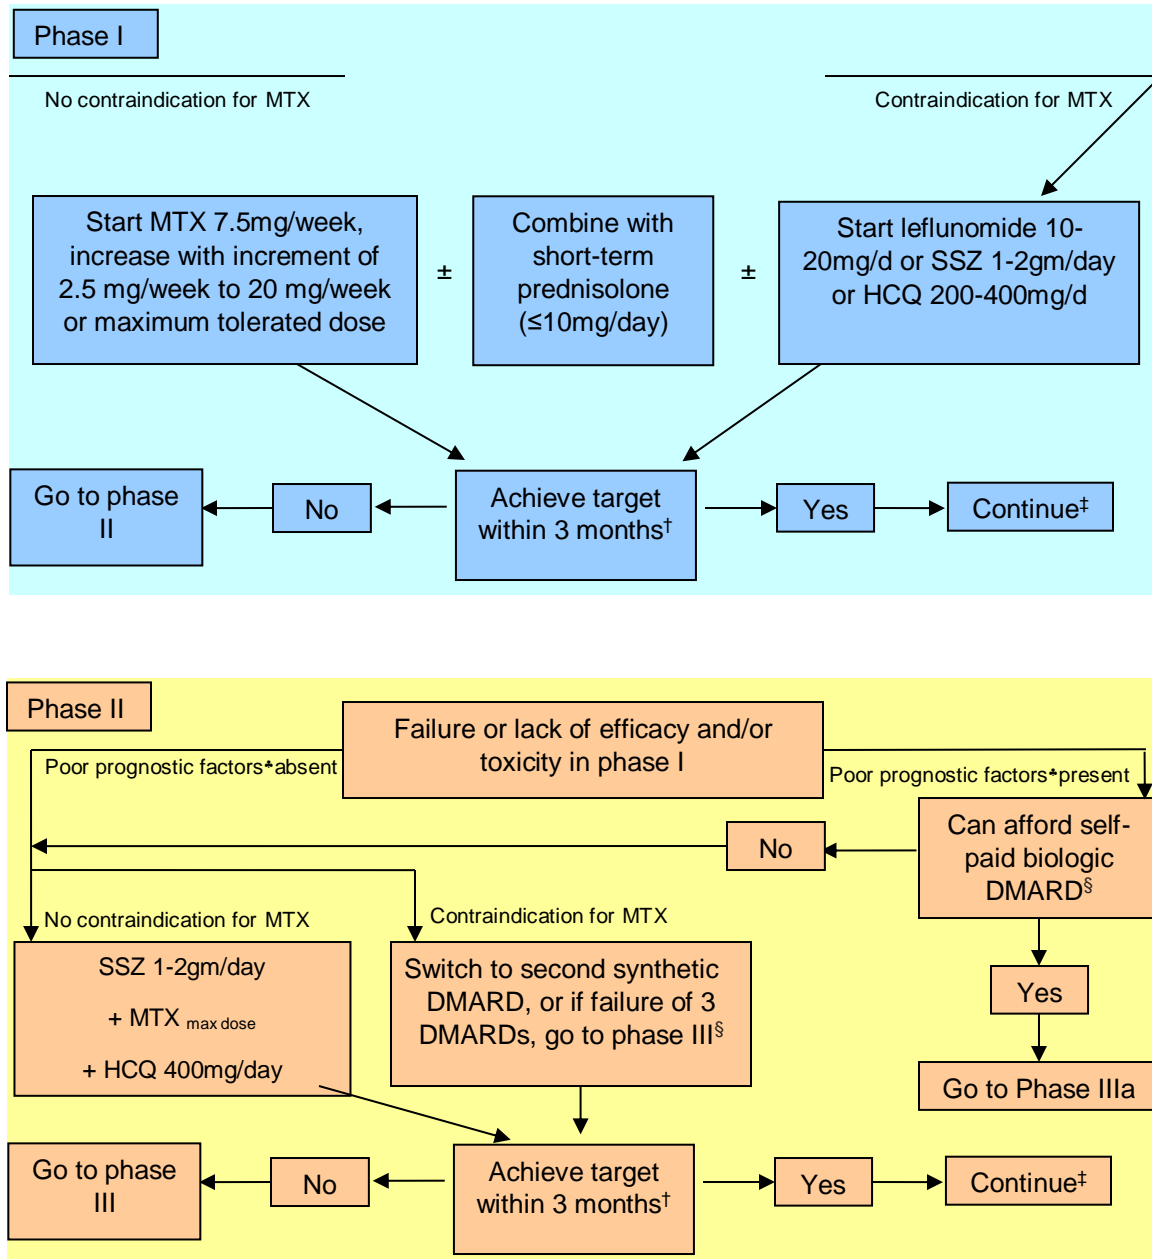 Phase I
No contraindication for MTX
Contraindication for MTX
Start MTX 7.5mg/week,
increase with increment of
2.5 mg/week to 20 mg/week
or maximum tolerated dose
±
Combine with
short-term
prednisolone
(≤10mg/day)
±
Start leflunomide 10-
20mg/d or SSZ 1-2gm/day
or HCQ 200-400mg/d
Go to phase
II
No
Achieve target
within 3 months†
Yes
Continue‡
Phase II
Failure or lack of efficacy and/or
toxicity in phase I
Poor prognostic factors♣absent
Poor prognostic factors♣present
No
Can afford self-
paid biologic
DMARD§
No contraindication for MTX
Contraindication for MTX
SSZ 1-2gm/day
+ MTX max dose
+ HCQ 400mg/day
Switch to second synthetic
DMARD, or if failure of 3
DMARDs, go to phase III§
Yes
Go to Phase IIIa
Go to phase
III
No
Achieve target
within 3 months†
Yes
Continue‡